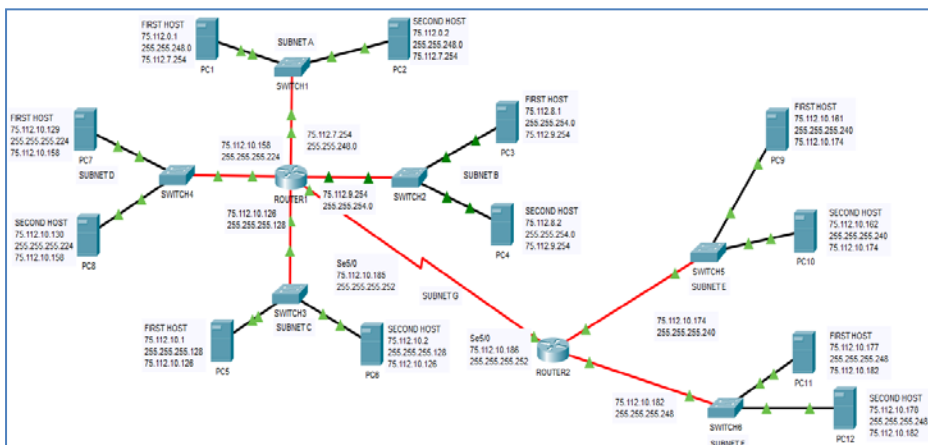 FIRST HOST
75.112.0.1
255.255.248.0
75.112.7.254
PC1
SUBNET A
SWITCH1
SECOND HOST
75.112.0.2
255.255.248.0
75.112.7.254
PC2
FIRST HOST
75.112.10.129
255.255.255.224
75.112.10.158
PC7
SUBNET D
SWITCH4
SECOND HOST
75.112.10.130
255.255.255.224
75.112.10.158
PC8
75.112.10.158
255.255.255.224
75.112.7.254
255.255.248.0
ROUTER1
75.112.9.254
255.255.254.0
75.112.10.126
255.255.255.128
FIRST HOST
75.112.8.1
255.255.254.0
75.112.9.254
PC3
SUBNET B
SWITCH2
SECOND HOST
75.112.8.2
255.255.254.0
75.112.9.254
PC4
Se5/0
75.112.10.185
255.255.255.252
SUBNET G
SWITCH3
SUBNET C
FIRST HOST
75.112.10.1
255.255.255.128
75.112.10.126
PC5
SECOND HOST
75.112.10.2
255.255.255.128
75.112.10.126
PC6
FIRST HOST
75.112.10.161
255.255.255.240
75.112.10.174
PC9
SECOND HOST
75.112.10.162
255.255.255.240
75.112.10.174
PC10
SWITCH5
SUBNET E
75.112.10.174
255.255.255.240
Se5/0
75.112.10.186
255.255.255.252
ROUTER2
75.112.10.182
255.255.255.248
FIRST HOST
75.112.10.177
255.255.255.248
75.112.10.182
PC11
SECOND HOST
75.112.10.178
255.255.255.248
75.112.10.182
PC12
SWITCH6
SUBNET F